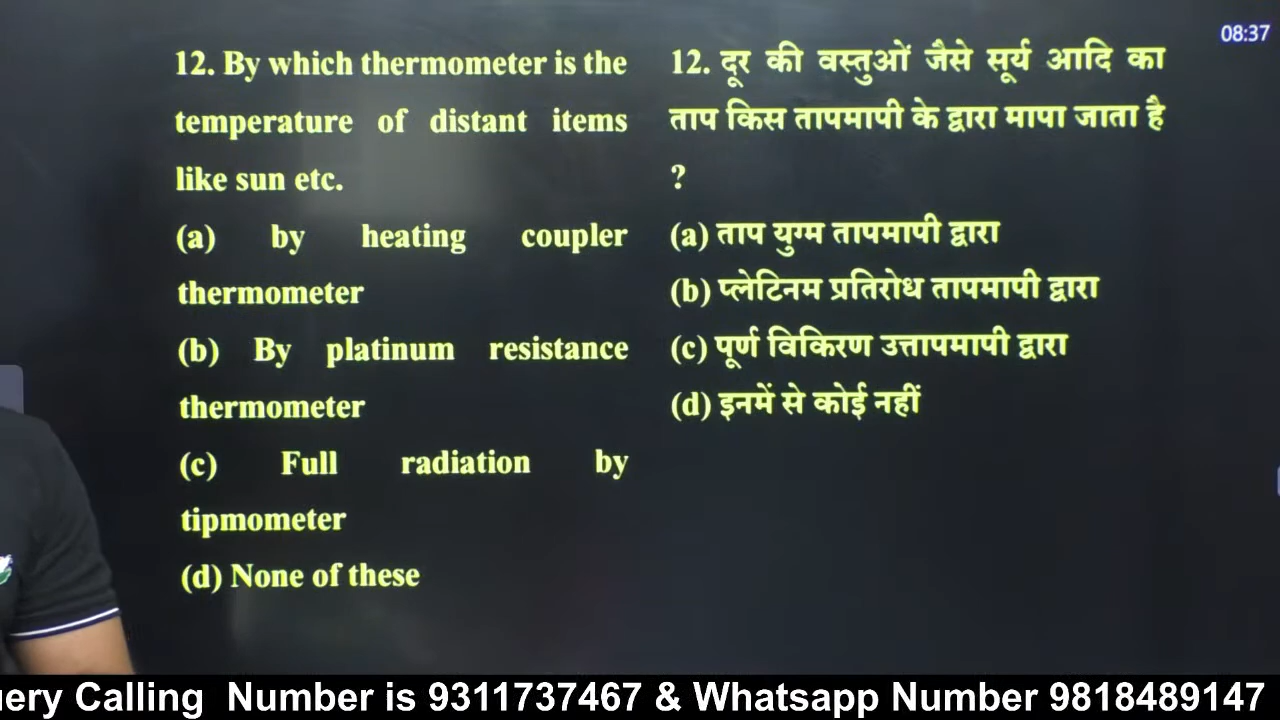 08:37
12. By which thermometer is the
temperature of distant items
like sun etc.
(a) by heating coupler
thermometer
(b) By platinum resistance
thermometer
(c) Full radiation by
tipmometer
(d) None of these
12. दूर की वस्तुओं जैसे सूर्य आदि का
ताप किस तापमापी के द्वारा मापा जाता है
?
(a) ताप युग्म तापमापी द्वारा
(b) प्लेटिनम प्रतिरोध तापमापी द्वारा
(c) पूर्ण विकिरण उत्तापमापी द्वारा
(d) इनमें से कोई नहीं
Calling Number is 9311737467 & Whatsapp Number 9818489147